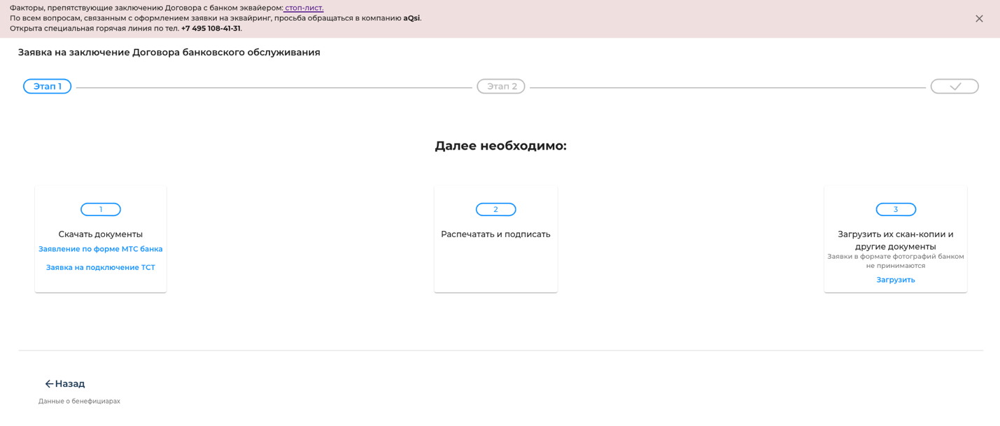 Факторы, препятствующие заключению Договора с банком эквайером: стоп-лист.
По всем вопросам, связанным с оформлением заявки на эквайринг, просьба обращаться в компанию aQsi.
Открыта специальная горячая линия по тел. +7 495 108-41-31.
Заявка на заключение Договора банковского обслуживания
Этап 1
Этап 2
Далее необходимо:
1
Скачать документы
Заявление по форме МТС банка
Заявка на подключение ТСТ
2
Распечатать и подписать
3
Загрузить их скан-копии и
другие документы
Заявки в формате фотографий банком
не принимаются
Загрузить
Назад
Данные о бенефициарах